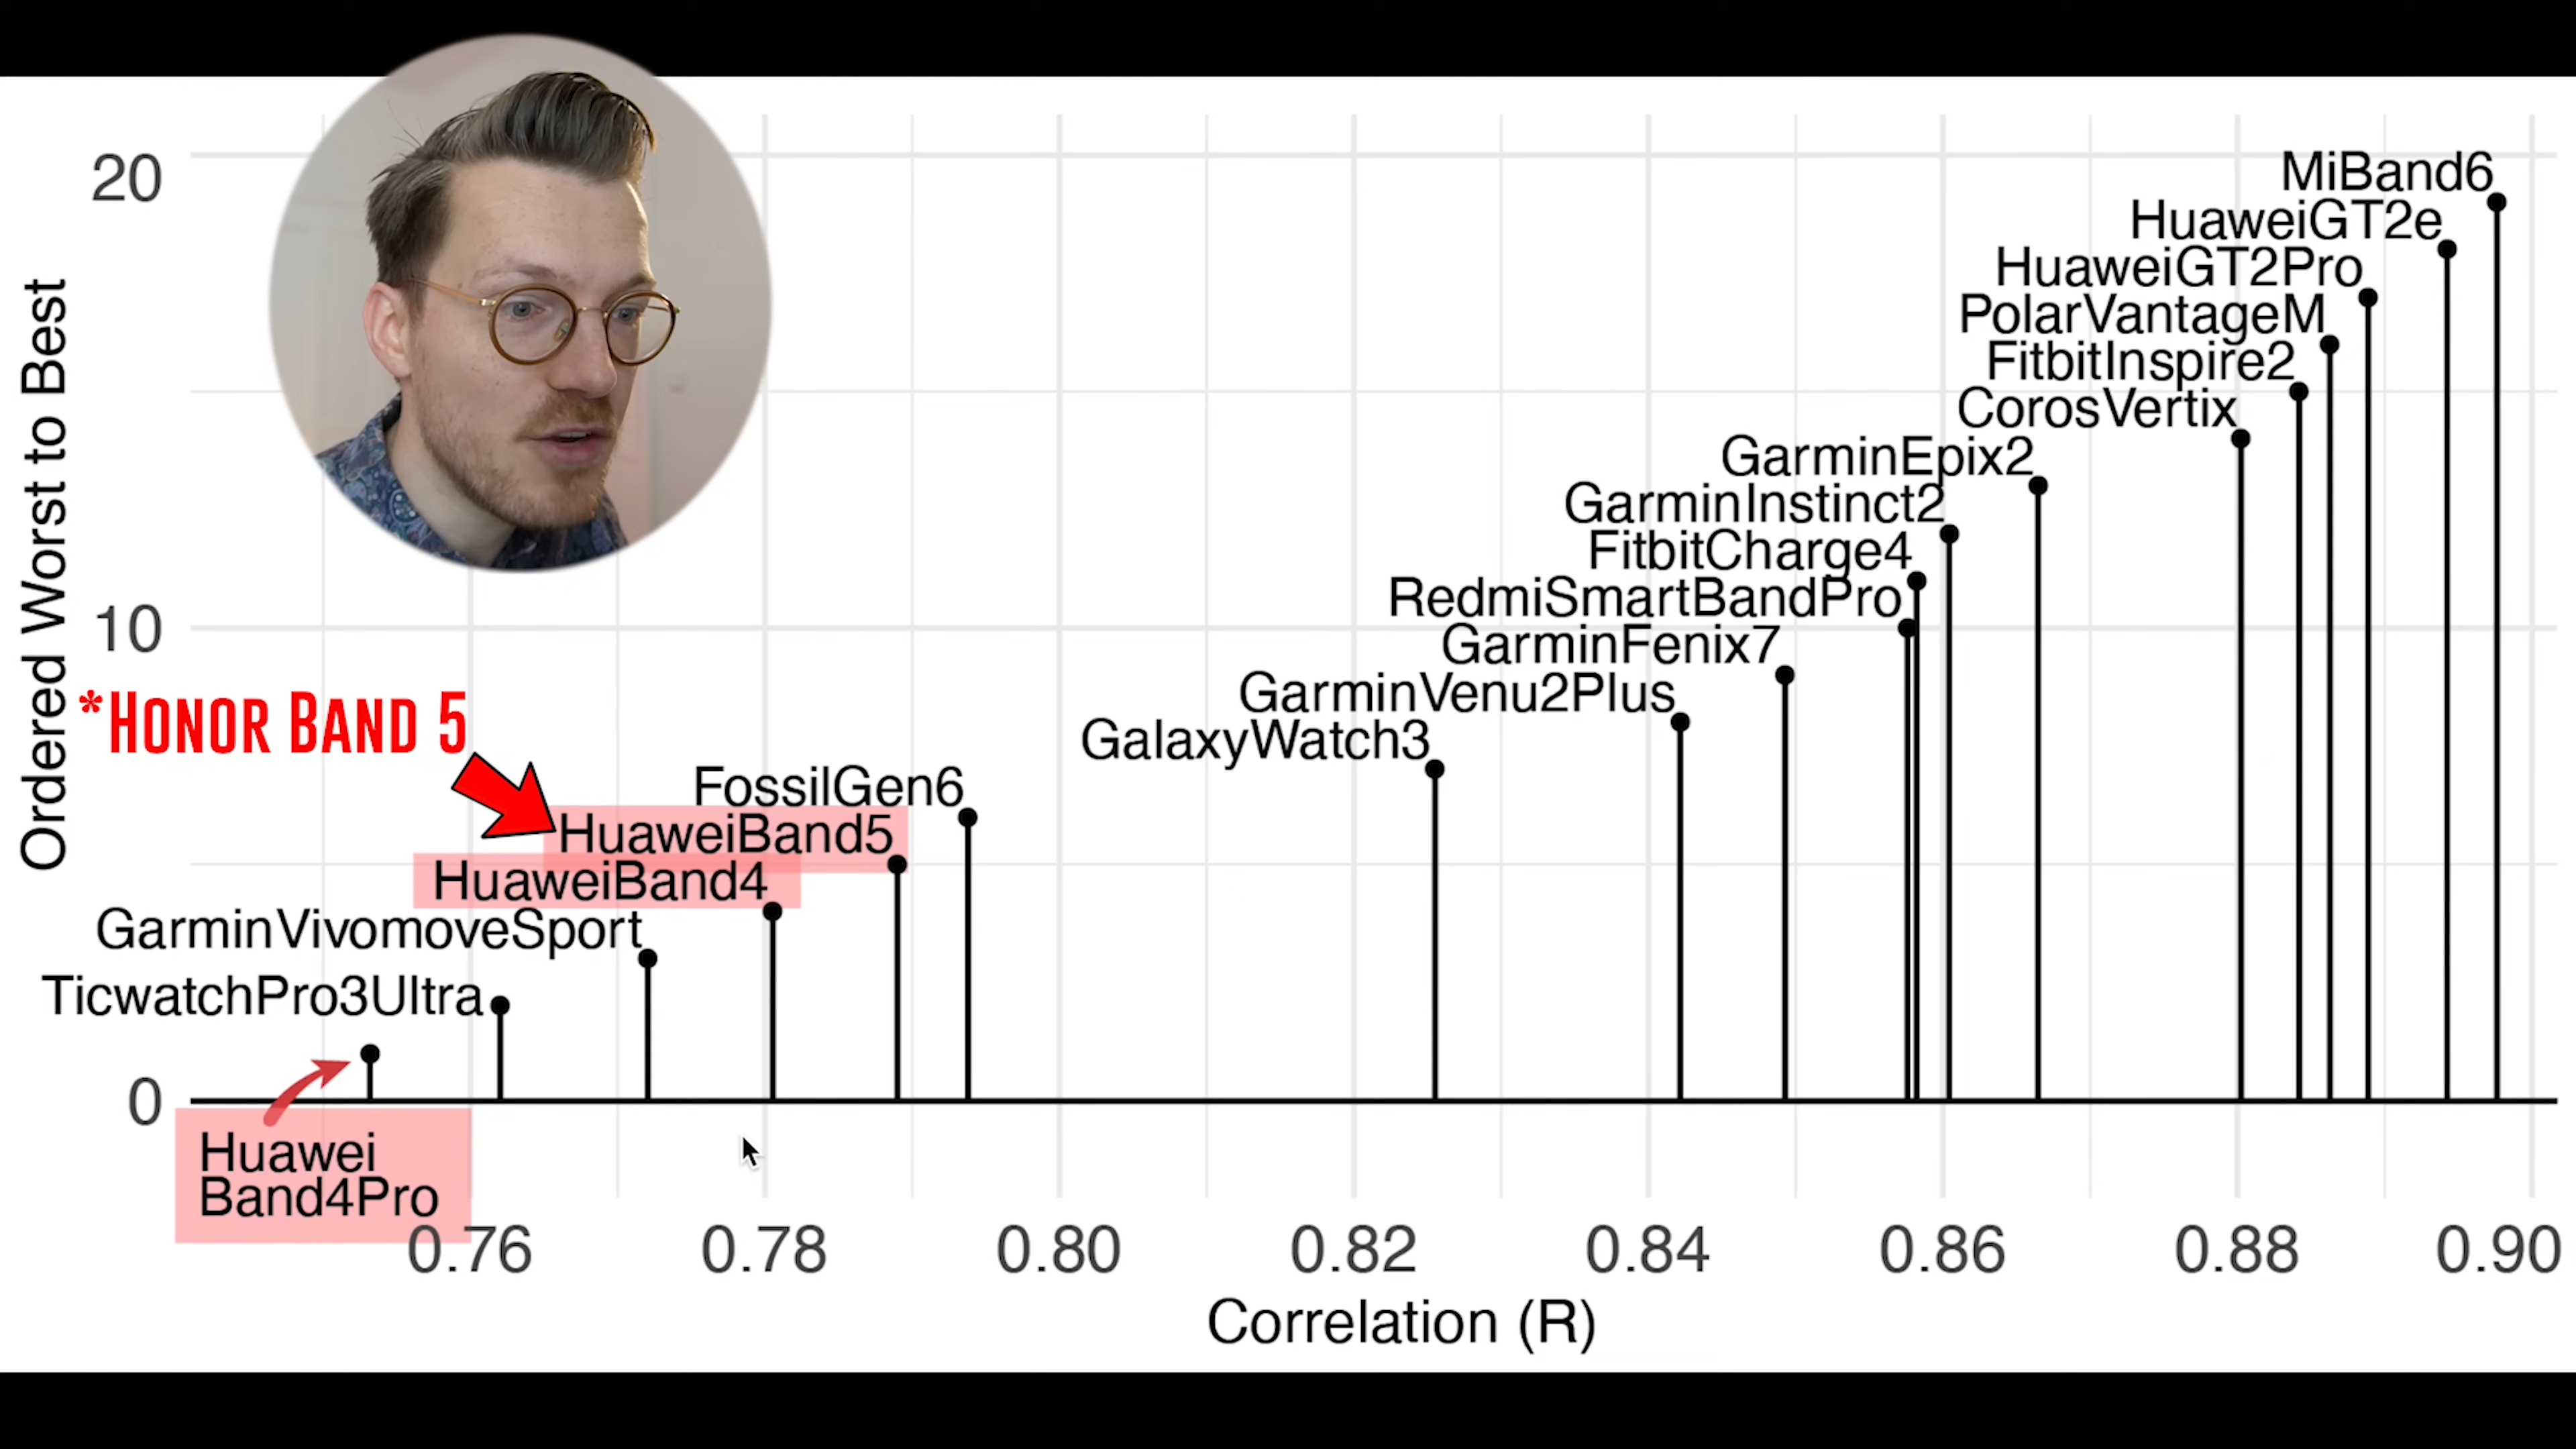 20
10
0
Ordered Worst to Best
MiBand6
HuaweiGT2e
HuaweiGT2Pro
PolarVantageM
FitbitInspire2
CorosVertix
GarminEpix2
GarminInstinct2
FitbitCharge4
RedmiSmartBandPro
GarminFenix7
GarminVenu2Plus
GalaxyWatch3
*HONOR BAND 5
FossilGen6
HuaweiBand5
HuaweiBand4
GarminVivomoveSport
TicwatchPro3Ultra
Huawei
Band4Pro
0.76 0.78 0.80 0.82 0.84 0.86 0.88 0.90
Correlation (R)